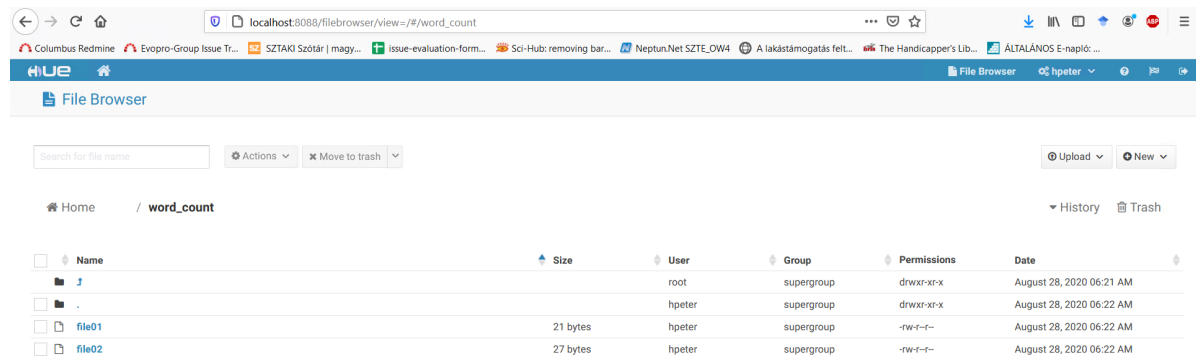 localhost:8088/filebrowser/view=/#/word_count
Columbus Redmine Evopro-Group Issue Tr... SZ SZTAKI Szótár | magy... issue-evaluation-form... Sci-Hub: removing bar... Neptun.Net SZTE_OW4 A lakástámogatás felt... The Handicapper's Lib... ÁLTALÁNOS E-napló: ...
HUE File Browser hpeter
File Browser
Search for file name Actions Move to trash Upload New
Home / word_count History Trash
Name Size User Group Permissions Date
root supergroup drwxr-xr-x August 28, 2020 06:21 AM
. hpeter supergroup drwxr-xr-x August 28, 2020 06:22 AM
file01 21 bytes hpeter supergroup -rw-r--r-- August 28, 2020 06:22 AM
file02 27 bytes hpeter supergroup -rw-r--r-- August 28, 2020 06:22 AM